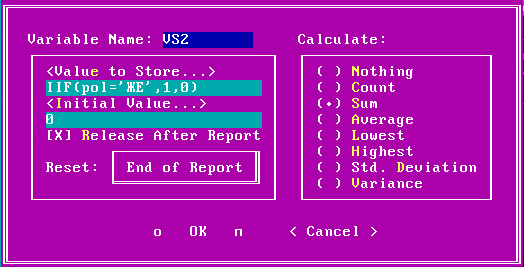 Variable Name: VS2
Calculate:
<Value to Store...>
IIF(pol='ЖЕ',1,0)
<Initial Value...>
0
[X] Release After Report
Reset: End of Report
( ) Nothing
( ) Count
(•) Sum
( ) Average
( ) Lowest
( ) Highest
( ) Std. Deviation
( ) Variance
о OK п < Cancel >